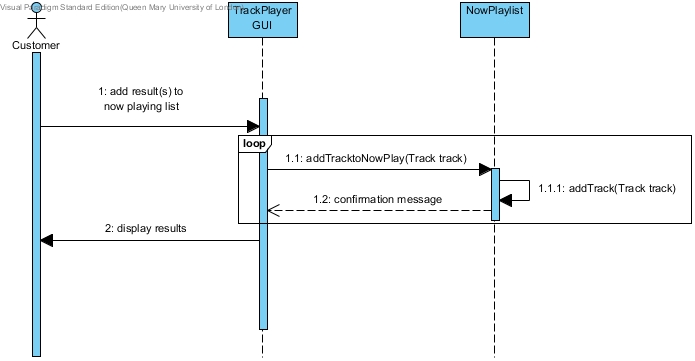 Visual Paradigm Standard Edition(Queen Mary University of London)
TrackPlayer
GUI
NowPlaylist
Customer
1: add result(s) to
now playing list
loop
1.1: addTracktoNowPlay(Track track)
1.1.1: addTrack(Track track)
1.2: confirmation message
2: display results